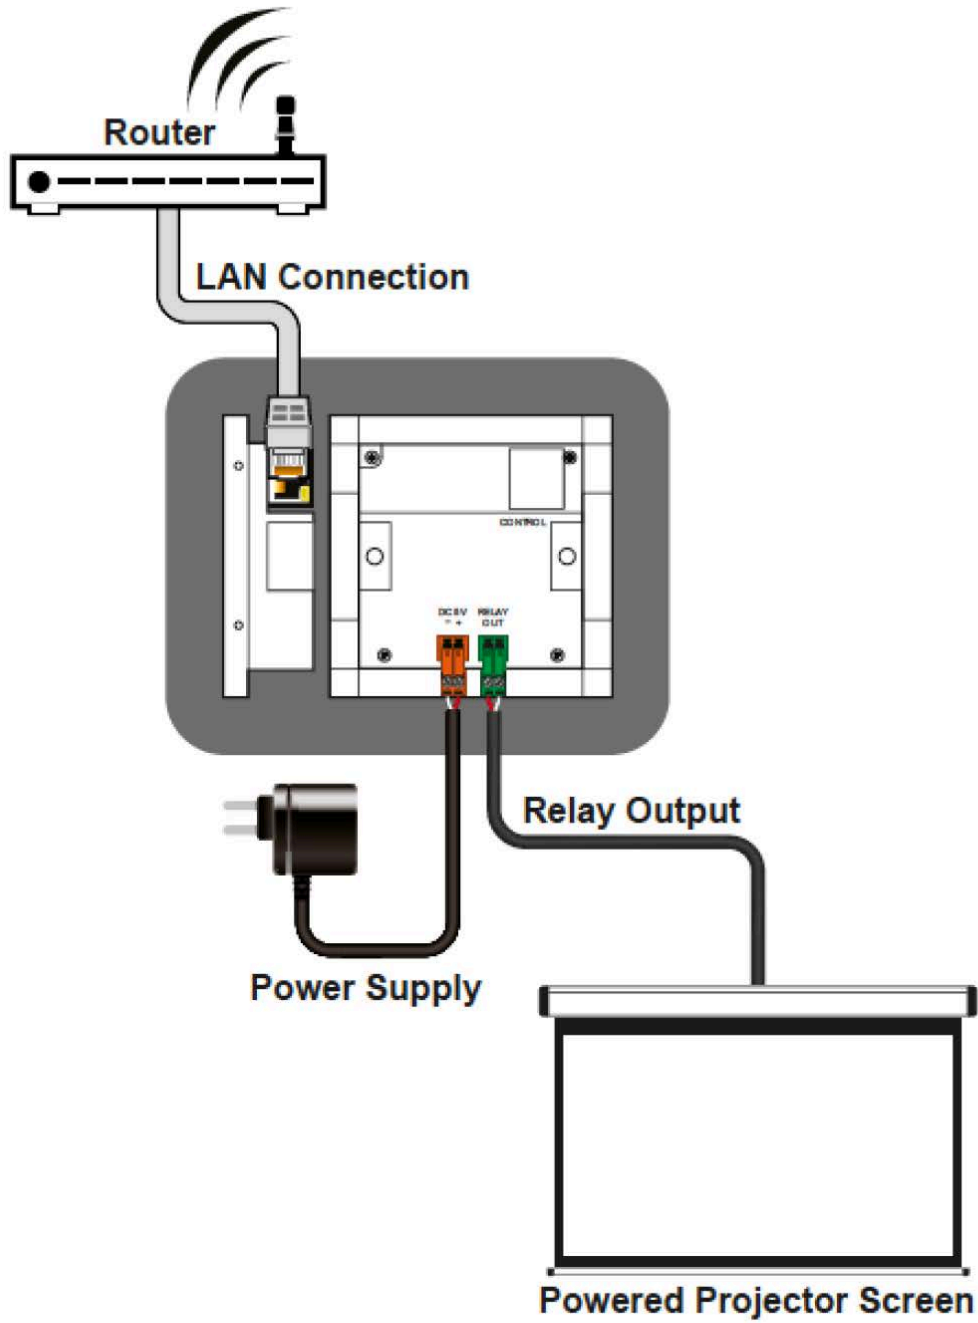 Router
LAN Connection
CONTROL
DC 5V RELAY
- + OUT
Relay Output
Power Supply
Powered Projector Screen